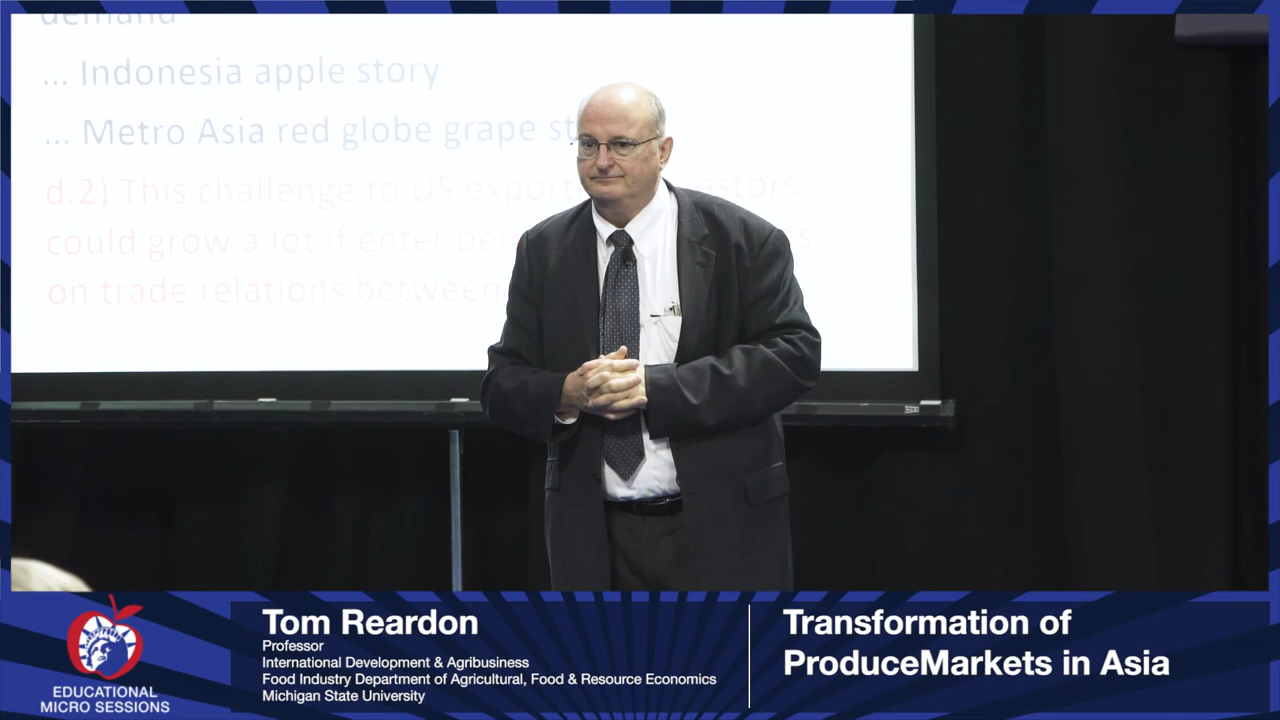 demand
... Indonesia apple story
... Metro Asia red globe grape
d.2) This challenge to US
could grow a lot if enter
on trade relations between
Tom Reardon
Professor
International Development & Agribusiness
Food Industry Department of Agricultural, Food & Resource Economics
Michigan State University
Transformation of
ProduceMarkets in Asia
EDUCATIONAL
MICRO SESSIONS